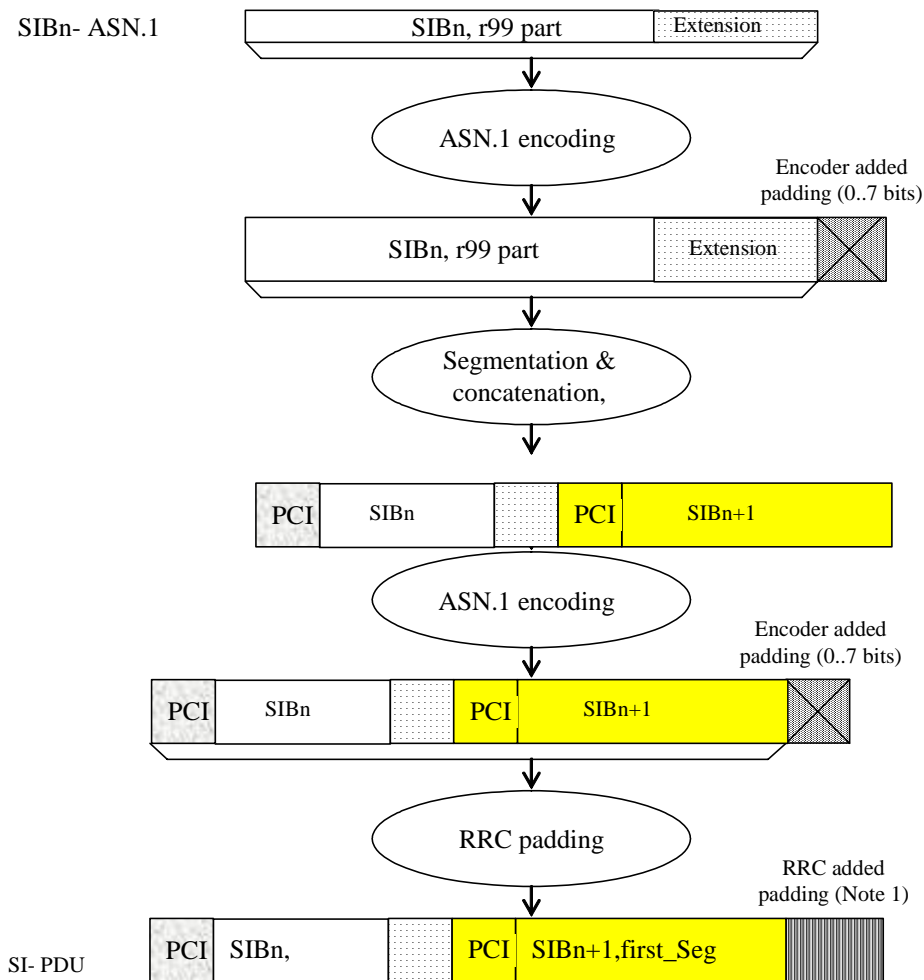 SIBn- ASN.1
SIBn, r99 part
Extension
ASN.1 encoding
Encoder added
padding (0..7 bits)
SIBn, r99 part
Extension
Segmentation &
concatenation,
PCI SIBn PCI SIBn+1
ASN.1 encoding
Encoder added
padding (0..7 bits)
PCI SIBn PCI SIBn+1
RRC padding
RRC added
padding (Note 1)
SI- PDU
PCI SIBn, PCI SIBn+1,first_Seg